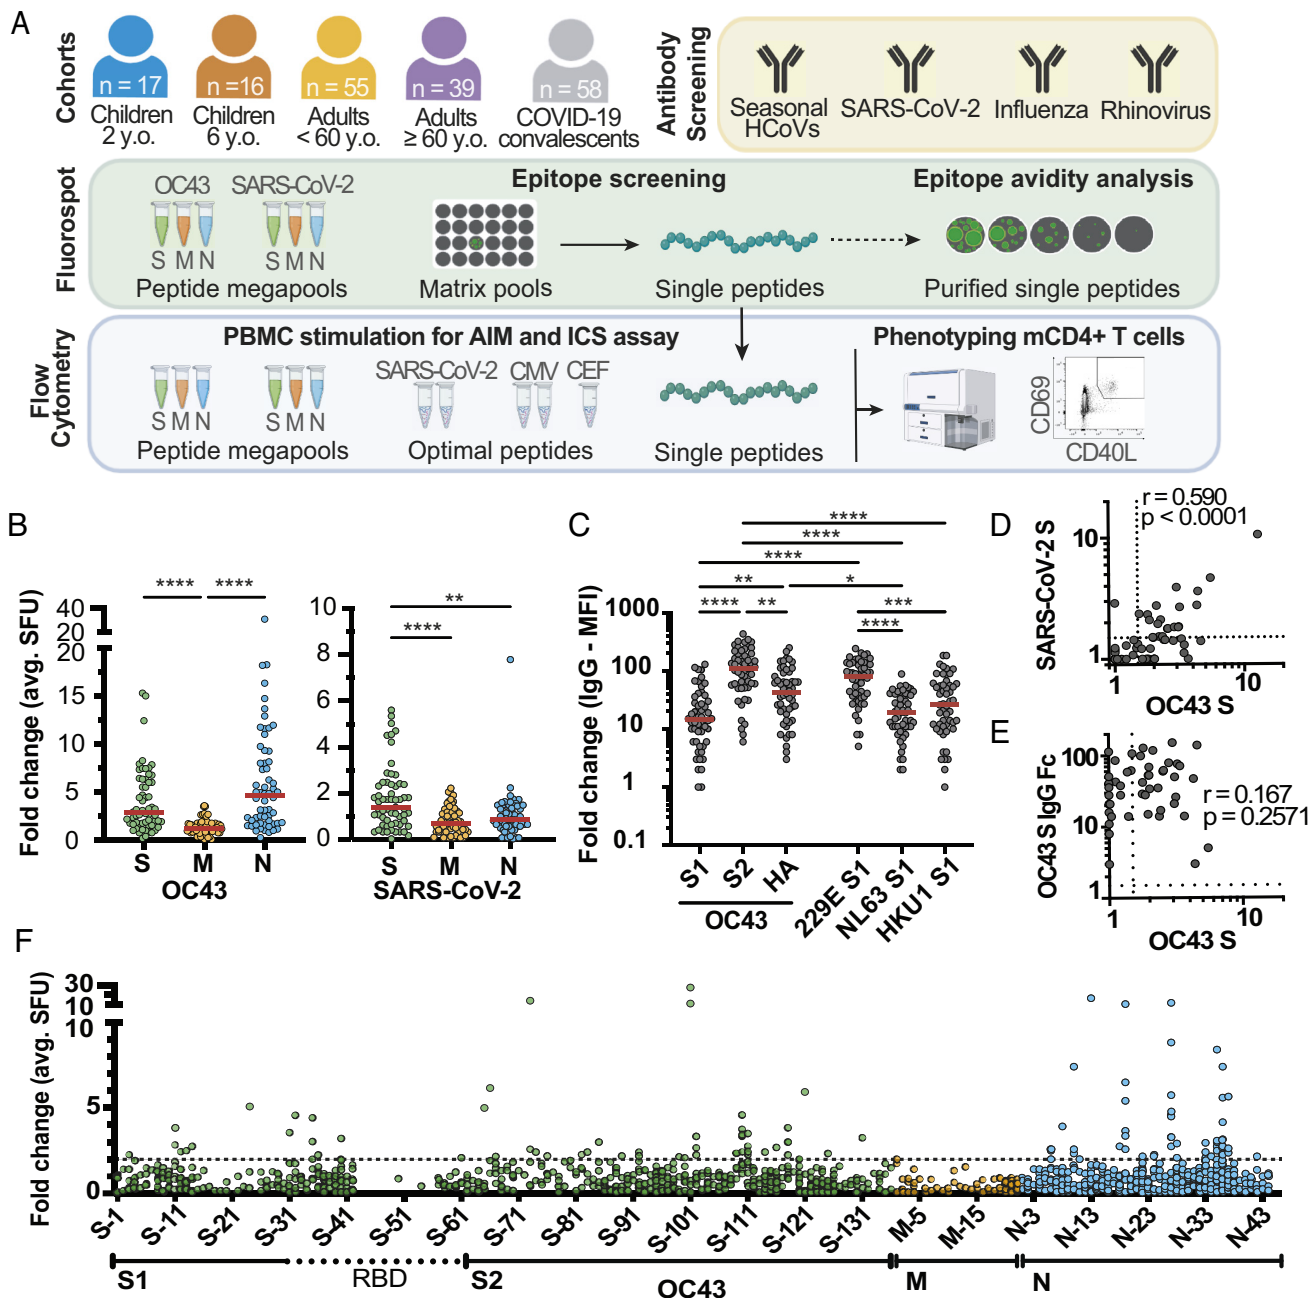 A
Cohorts
n = 17
n =16
n = 55
n = 39
n = 58
Children
2 y.o.
Children
6 y.o.
Adults
< 60 y.o.
Adults
≥ 60 y.o.
COVID-19
convalescents
Antibody
Screening
Seasonal
HCoVs
SARS-CoV-2
Influenza
Rhinovirus
Fluorospot
OC43
SARS-CoV-2
S M N
S M N
Peptide megapools
Epitope screening
Matrix pools
Single peptides
Epitope avidity analysis
Purified single peptides
Flow
Cytometry
PBMC stimulation for AIM and ICS assay
S M N
S M N
Peptide megapools
SARS-CoV-2
CMV
CEF
Optimal peptides
Single peptides
Phenotyping mCD4+ T cells
CD69
CD40L
B
Fold change (avg. SFU)
**** ****
40
20
20
15
10
5
0
S M N
OC43
**
****
10
8
6
4
2
0
S M N
SARS-CoV-2
C
Fold change (IgG - MFI)
****
****
****
** *
**** ** ***
****
1000
100
10
1
0.1
S1
S2
HA
229E S1
NL63 S1
HKU1 S1
OC43
D
SARS-CoV-2 S
r = 0.590
p < 0.0001
10
1
1 10
OC43 S
E
OC43 S IgG Fc
100
10
1
r = 0.167
p = 0.2571
1 10
OC43 S
F
Fold change (avg. SFU)
30
10
10
5
0
S-1
S-11
S-21
S-31
S-41
S-51
S-61
S-71
S-81
S-91
S-101
S-111
S-121
S-131
M-5
M-15
N-3
N-13
N-23
N-33
N-43
S1
RBD
S2
OC43
M
N